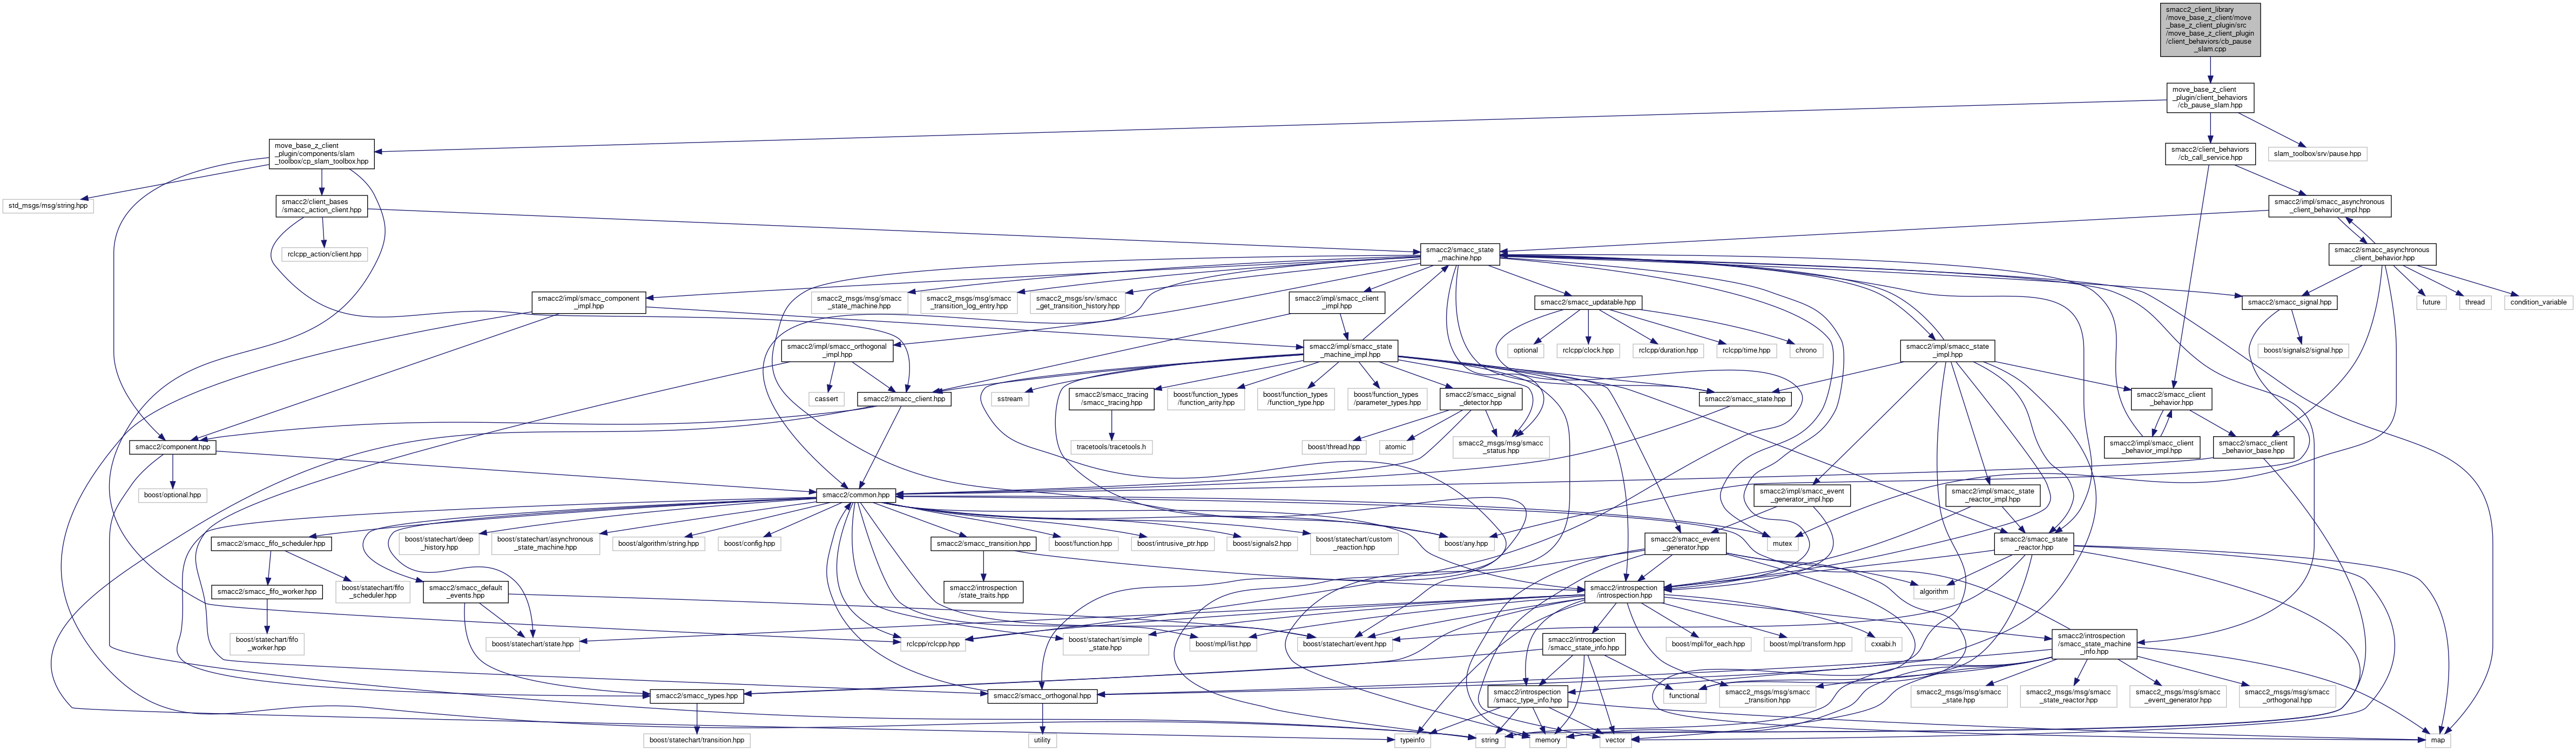 smacc2_client_library
/move_base_z_client/move
_base_z_client_plugin/src
/move_base_z_client_plugin
/client_behaviors/cb_pause
_slam.cpp
move_base_z_client
_plugin/client_behaviors
/cb_pause_slam.hpp
move_base_z_client
_plugin/components/slam
_toolbox/cp_slam_toolbox.hpp
smacc2/client_behaviors
/cb_call_service.hpp
slam_toolbox/srv/pause.hpp
std_msgs/msg/string.hpp
smacc2/client_bases
/smacc_action_client.hpp
smacc2/impl/smacc_asynchronous
_client_behavior_impl.hpp
rclcpp_action/client.hpp
smacc2/smacc_state
_machine.hpp
smacc2/smacc_asynchronous
_client_behavior.hpp
smacc2/impl/smacc_component
_impl.hpp
smacc2_msgs/msg/smacc
_state_machine.hpp
smacc2_msgs/msg/smacc
_transition_log_entry.hpp
smacc2_msgs/srv/smacc
_get_transition_history.hpp
smacc2/impl/smacc_client
_impl.hpp
smacc2/smacc_updatable.hpp
smacc2/smacc_signal.hpp
future
thread
condition_variable
smacc2/impl/smacc_orthogonal
_impl.hpp
smacc2/impl/smacc_state
_machine_impl.hpp
optional
rclcpp/clock.hpp
rclcpp/duration.hpp
rclcpp/time.hpp
chrono
smacc2/impl/smacc_state
_impl.hpp
boost/signals2/signal.hpp
cassert
smacc2/smacc_client.hpp
sstream
smacc2/smacc_tracing
/smacc_tracing.hpp
boost/function_types
/function_arity.hpp
boost/function_types
/function_type.hpp
boost/function_types
/parameter_types.hpp
smacc2/smacc_signal
_detector.hpp
smacc2/smacc_state.hpp
smacc2/smacc_client
_behavior.hpp
smacc2/component.hpp
tracetools/tracetools.h
boost/thread.hpp
atomic
smacc2_msgs/msg/smacc
_status.hpp
smacc2/impl/smacc_client
_behavior_impl.hpp
smacc2/smacc_client
_behavior_base.hpp
boost/optional.hpp
smacc2/common.hpp
smacc2/impl/smacc_event
_generator_impl.hpp
smacc2/impl/smacc_state
_reactor_impl.hpp
smacc2/smacc_fifo_scheduler.hpp
boost/statechart/deep
_history.hpp
boost/statechart/asynchronous
_state_machine.hpp
boost/algorithm/string.hpp
boost/config.hpp
smacc2/smacc_transition.hpp
boost/function.hpp
boost/intrusive_ptr.hpp
boost/signals2.hpp
boost/statechart/custom
_reaction.hpp
boost/any.hpp
smacc2/smacc_event
_generator.hpp
mutex
smacc2/smacc_state
_reactor.hpp
smacc2/smacc_fifo_worker.hpp
boost/statechart/fifo
_scheduler.hpp
smacc2/smacc_default
_events.hpp
smacc2/introspection
/state_traits.hpp
smacc2/introspection
/introspection.hpp
algorithm
boost/statechart/fifo
_worker.hpp
boost/statechart/state.hpp
rclcpp/rclcpp.hpp
boost/statechart/simple
_state.hpp
boost/mpl/list.hpp
boost/statechart/event.hpp
smacc2/introspection
/smacc_state_info.hpp
boost/mpl/for_each.hpp
boost/mpl/transform.hpp
cxxabi.h
smacc2/introspection
/smacc_state_machine
_info.hpp
smacc2/smacc_types.hpp
smacc2/smacc_orthogonal.hpp
smacc2/introspection
/smacc_type_info.hpp
functional
smacc2_msgs/msg/smacc
_transition.hpp
smacc2_msgs/msg/smacc
_state.hpp
smacc2_msgs/msg/smacc
_state_reactor.hpp
smacc2_msgs/msg/smacc
_event_generator.hpp
smacc2_msgs/msg/smacc
_orthogonal.hpp
boost/statechart/transition.hpp
utility
typeinfo
string
memory
vector
map